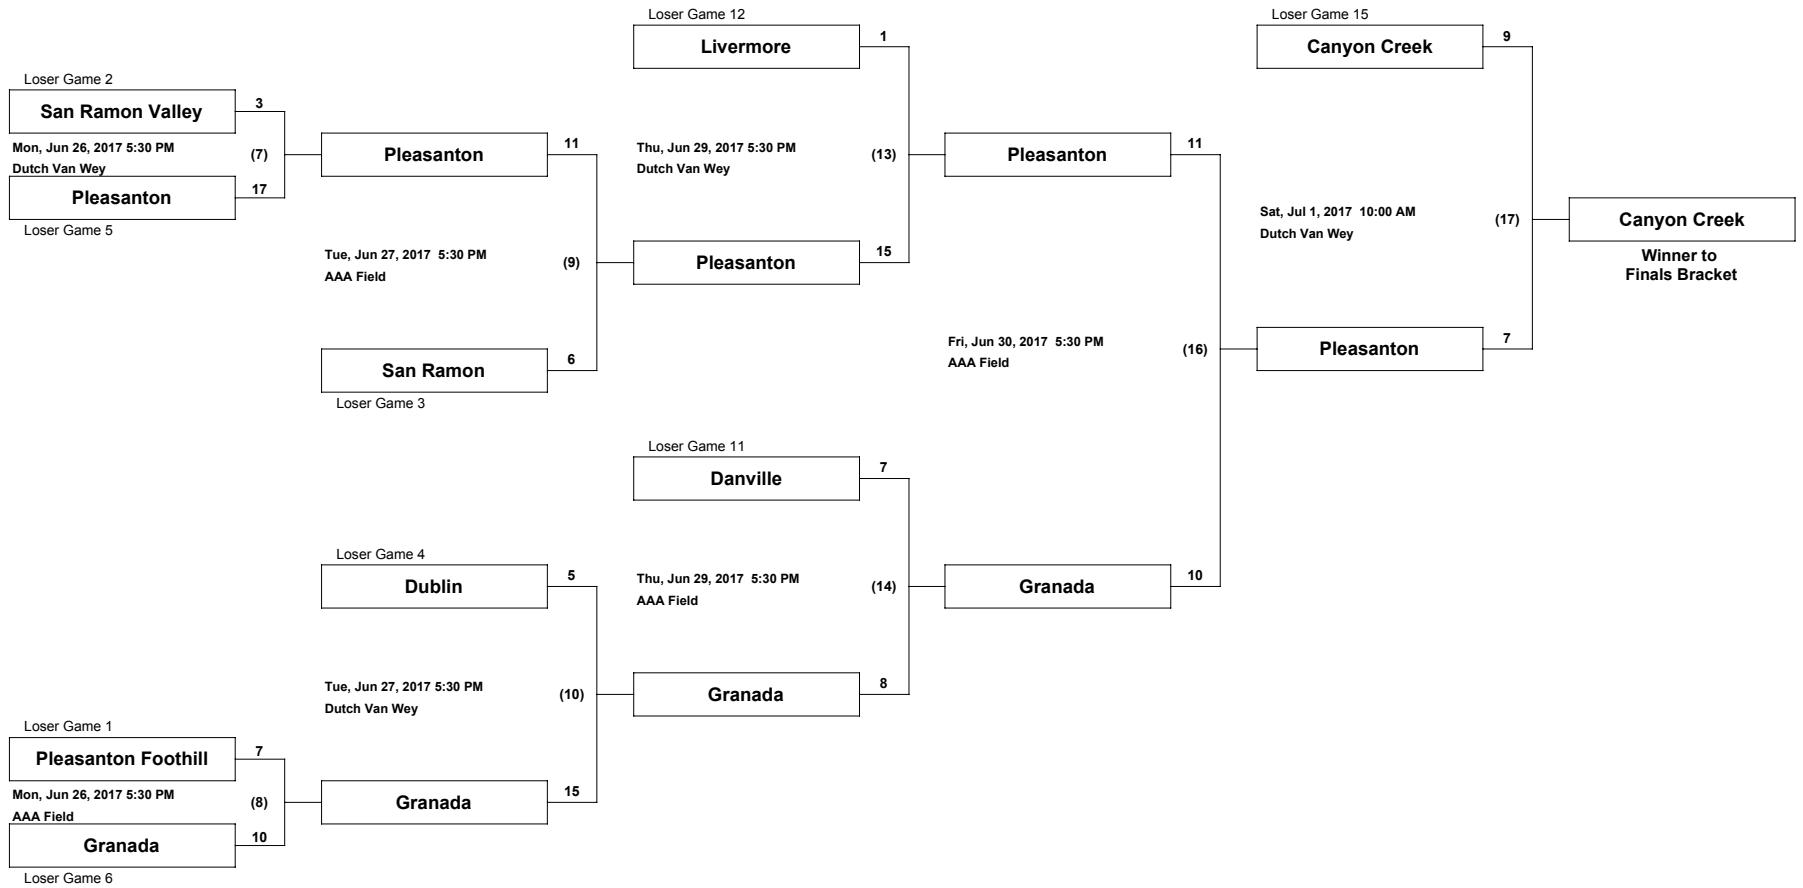 Loser Game 12
Livermore
1
Loser Game 15
Canyon Creek
9
Loser Game 2
San Ramon Valley
3
Mon, Jun 26, 2017 5:30 PM
Dutch Van Wey
(7)
Pleasanton
17
Loser Game 5
Pleasanton
11
Tue, Jun 27, 2017 5:30 PM
AAA Field
(9)
San Ramon
6
Loser Game 3
Thu, Jun 29, 2017 5:30 PM
Dutch Van Wey
(13)
Pleasanton
15
Pleasanton
11
Fri, Jun 30, 2017 5:30 PM
AAA Field
(16)
Sat, Jul 1, 2017 10:00 AM
Dutch Van Wey
(17)
Canyon Creek
Winner to
Finals Bracket
Pleasanton
7
Loser Game 11
Danville
7
Loser Game 4
Dublin
5
Thu, Jun 29, 2017 5:30 PM
AAA Field
(14)
Granada
10
Tue, Jun 27, 2017 5:30 PM
Dutch Van Wey
(10)
Granada
8
Loser Game 1
Pleasanton Foothill
7
Mon, Jun 26, 2017 5:30 PM
AAA Field
(8)
Granada
10
Loser Game 6
Granada
15